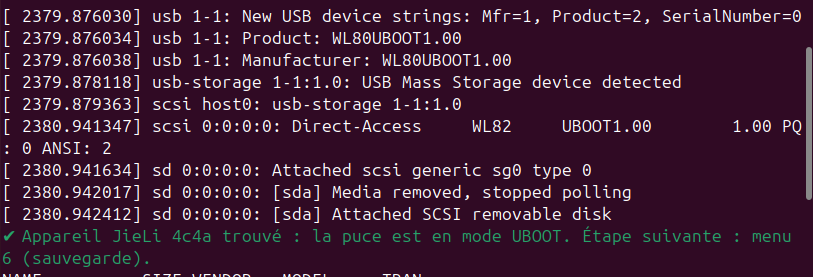 [ 2379.876030] usb 1-1: New USB device strings: Mfr=1, Product=2, SerialNumber=0
[ 2379.876034] usb 1-1: Product: WL80UBOOT1.00
[ 2379.876038] usb 1-1: Manufacturer: WL80UBOOT1.00
[ 2379.878118] usb-storage 1-1:1.0: USB Mass Storage device detected
[ 2379.879363] scsi host0: usb-storage 1-1:1.0
[ 2380.941347] scsi 0:0:0:0: Direct-Access     WL82     UBOOT1.00        1.00 PQ
: 0 ANSI: 2
[ 2380.941634] sd 0:0:0:0: Attached scsi generic sg0 type 0
[ 2380.942017] sd 0:0:0:0: [sda] Media removed, stopped polling
[ 2380.942412] sd 0:0:0:0: [sda] Attached SCSI removable disk
✔ Appareil JieLi 4c4a trouvé : la puce est en mode UBOOT. Étape suivante : menu
6 (sauvegarde).
NAME          SIZE VENDOR   MODEL     TRAN